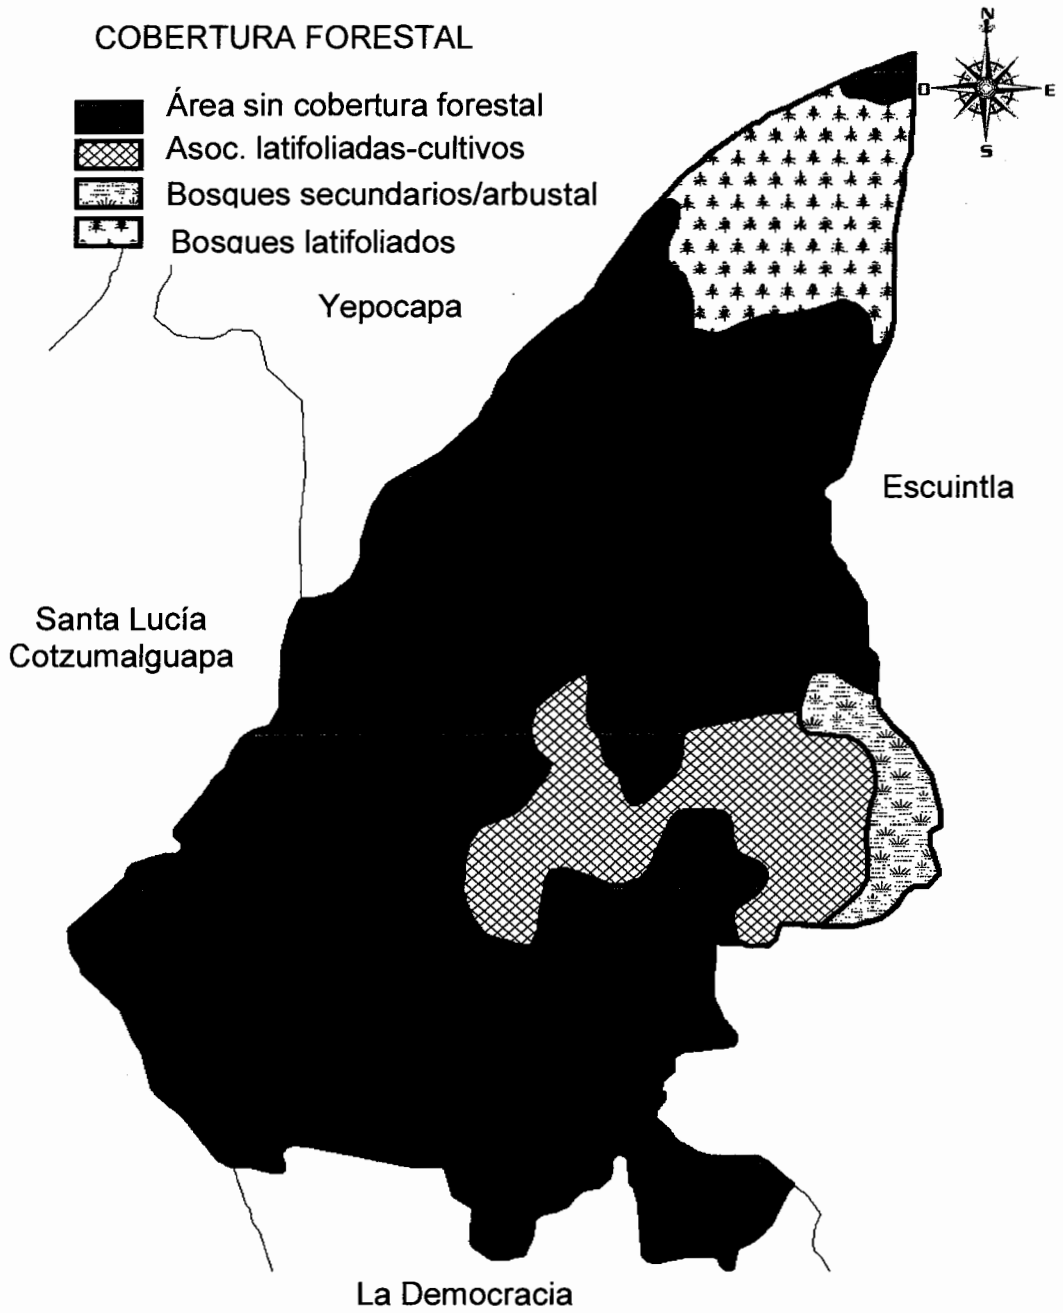 COBERTURA FORESTAL
Área sin cobertura forestal
Asoc. latifoliadas-cultivos
Bosques secundarios/arbustal
Bosques latifoliados
N
O
E
S
Yepocapa
Escuintla
Santa Lucía
Cotzumalguapa
La Democracia